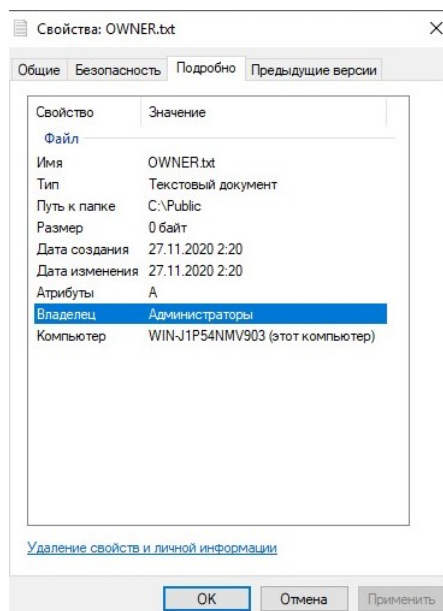 Свойства: OWNER.txt
Общие Безопасность Подробно Предыдущие версии
Свойство Значение
Файл
Имя OWNER.txt
Тип Текстовый документ
Путь к папке C:\Public
Размер 0 байт
Дата создания 27.11.2020 2:20
Дата изменения 27.11.2020 2:20
Атрибуты A
Владелец Администраторы
Компьютер WIN-J1P54NMV903 (этот компьютер)
Удаление свойств и личной информации
OK Отмена Применить